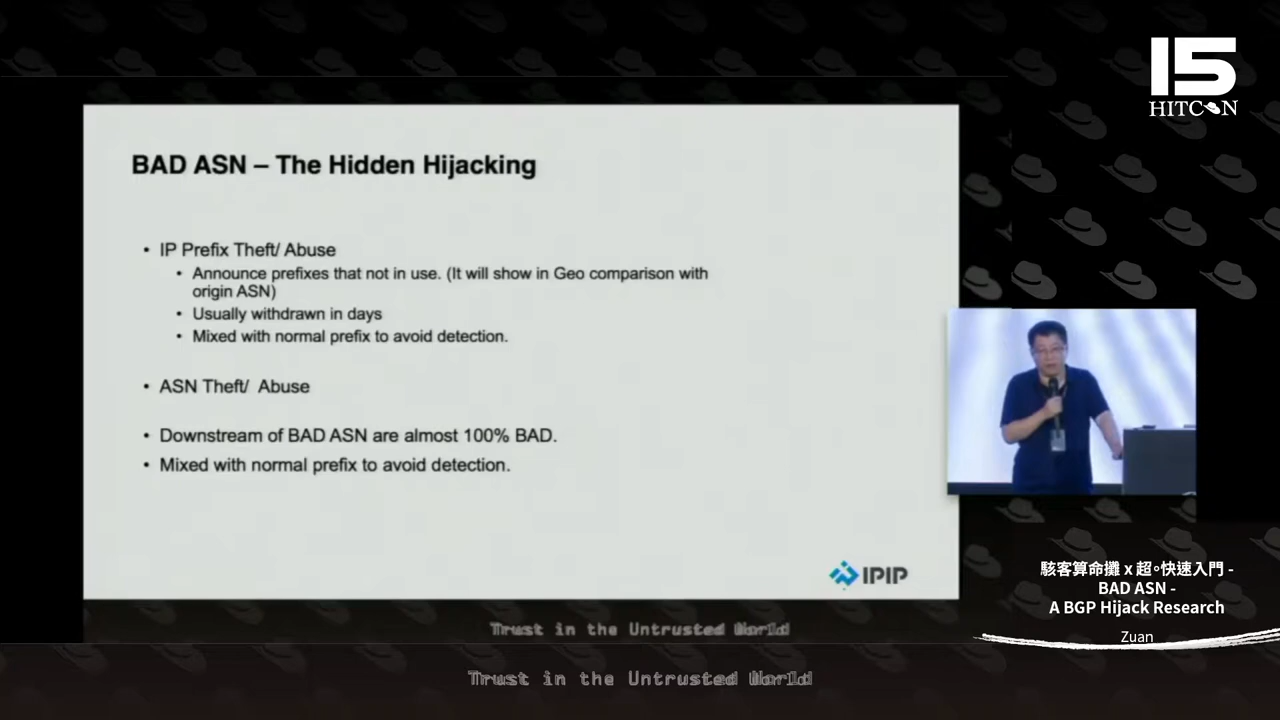 15
HITCON
BAD ASN – The Hidden Hijacking
• IP Prefix Theft/ Abuse
• Announce prefixes that not in use. (It will show in Geo comparison with
origin ASN)
• Usually withdrawn in days
• Mixed with normal prefix to avoid detection.
• ASN Theft/ Abuse
• Downstream of BAD ASN are almost 100% BAD.
• Mixed with normal prefix to avoid detection.
IPIP
駭客算命攤 x 超◦快速入門 -
BAD ASN -
A BGP Hijack Research
Zuan
Trust in the Untrusted World
Trust in the Untrusted World